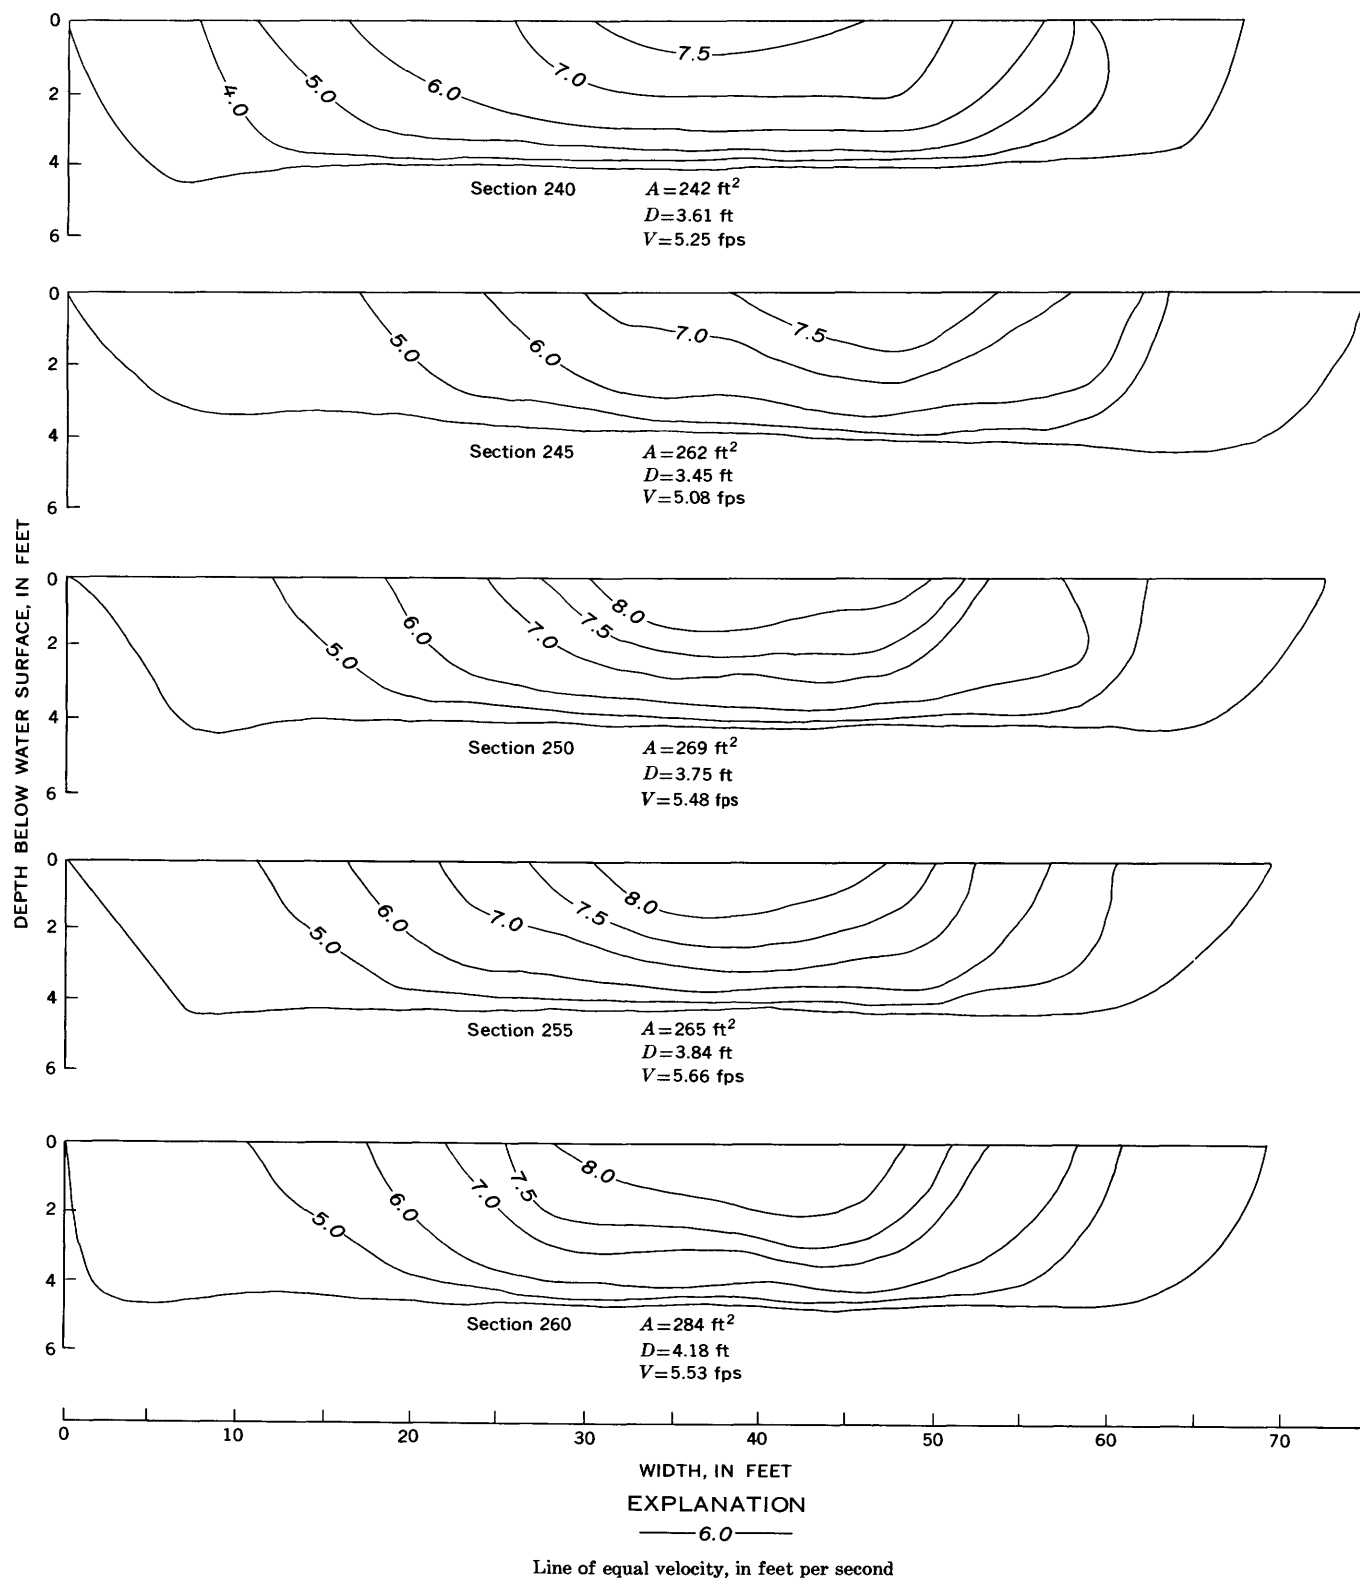 0
2
4
6
4.0
5.0
6.0
7.0
7.5
Section 240
A=242 ft²
D=3.61 ft
V=5.25 fps
0
2
4
6
5.0
6.0
7.0
7.5
Section 245
A=262 ft²
D=3.45 ft
V=5.08 fps
DEPTH BELOW WATER SURFACE, IN FEET
0
2
4
6
5.0
6.0
7.0
7.5
8.0
Section 250
A=269 ft²
D=3.75 ft
V=5.48 fps
0
2
4
6
5.0
6.0
7.0
7.5
8.0
Section 255
A=265 ft²
D=3.84 ft
V=5.66 fps
0
2
4
6
5.0
6.0
7.0
7.5
8.0
Section 260
A=284 ft²
D=4.18 ft
V=5.53 fps
0 10 20 30 40 50 60 70
WIDTH, IN FEET
EXPLANATION
6.0
Line of equal velocity, in feet per second